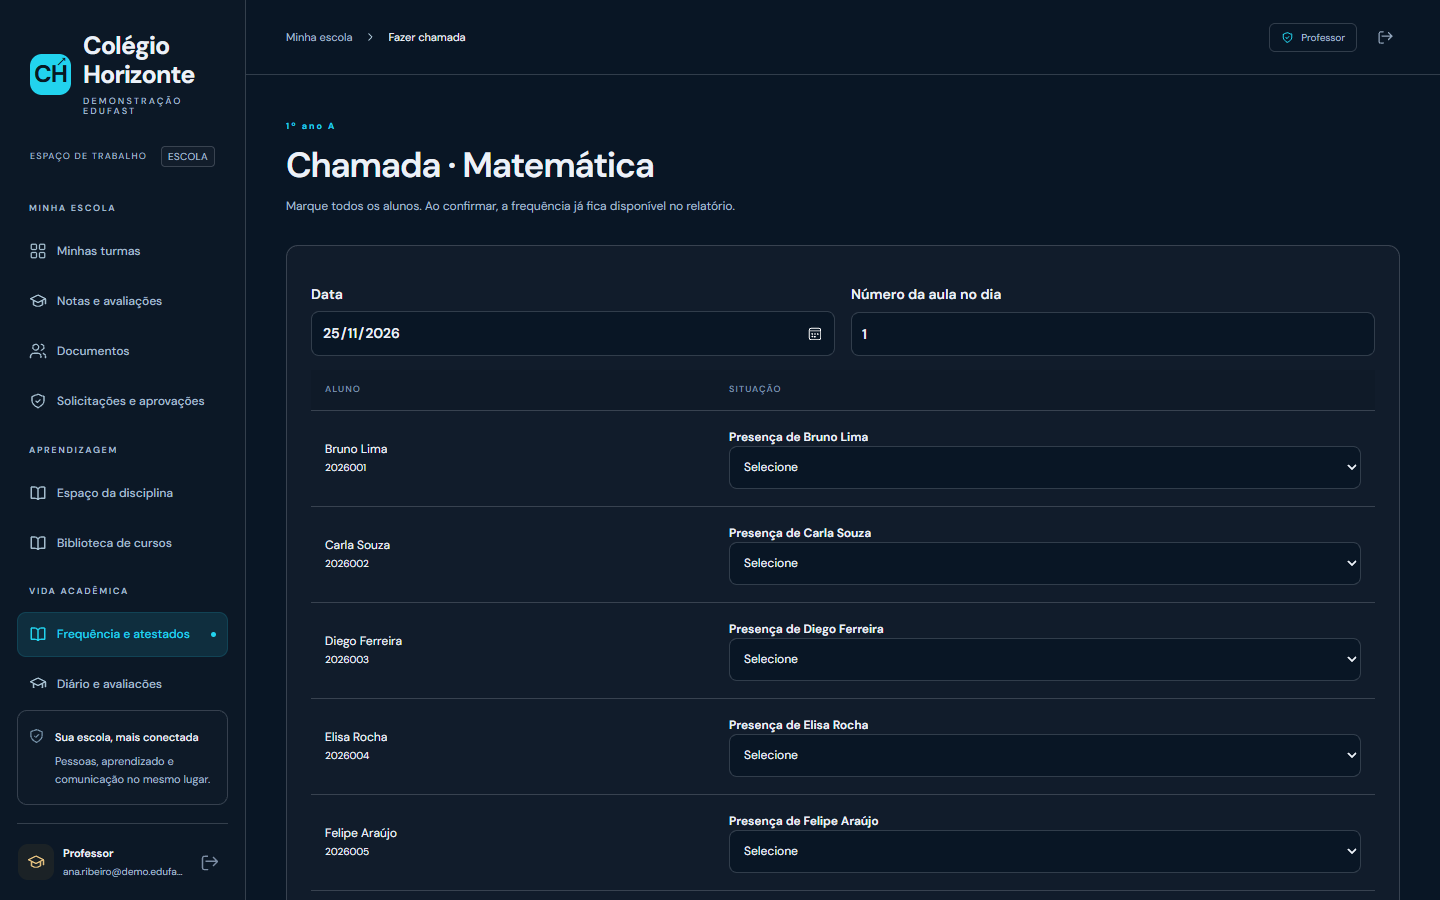 CH
Colégio
Horizonte
DEMONSTRAÇÃO
EDUFAST
ESPAÇO DE TRABALHO
ESCOLA
MINHA ESCOLA
Minhas turmas
Notas e avaliações
Documentos
Solicitações e aprovações
APRENDIZAGEM
Espaço da disciplina
Biblioteca de cursos
VIDA ACADÊMICA
Frequência e atestados
Diário e avaliacões
Sua escola, mais conectada
Pessoas, aprendizado e
comunicação no mesmo lugar.
Professor
ana.ribeiro@demo.edufa...
Minha escola
Fazer chamada
Professor
1º ano A
Chamada · Matemática
Marque todos os alunos. Ao confirmar, a frequência já fica disponível no relatório.
Data
Número da aula no dia
25/11/2026
1
ALUNO
SITUAÇÃO
Bruno Lima
2026001
Presença de Bruno Lima
Selecione
Carla Souza
2026002
Presença de Carla Souza
Selecione
Diego Ferreira
2026003
Presença de Diego Ferreira
Selecione
Elisa Rocha
2026004
Presença de Elisa Rocha
Selecione
Felipe Araújo
2026005
Presença de Felipe Araújo
Selecione